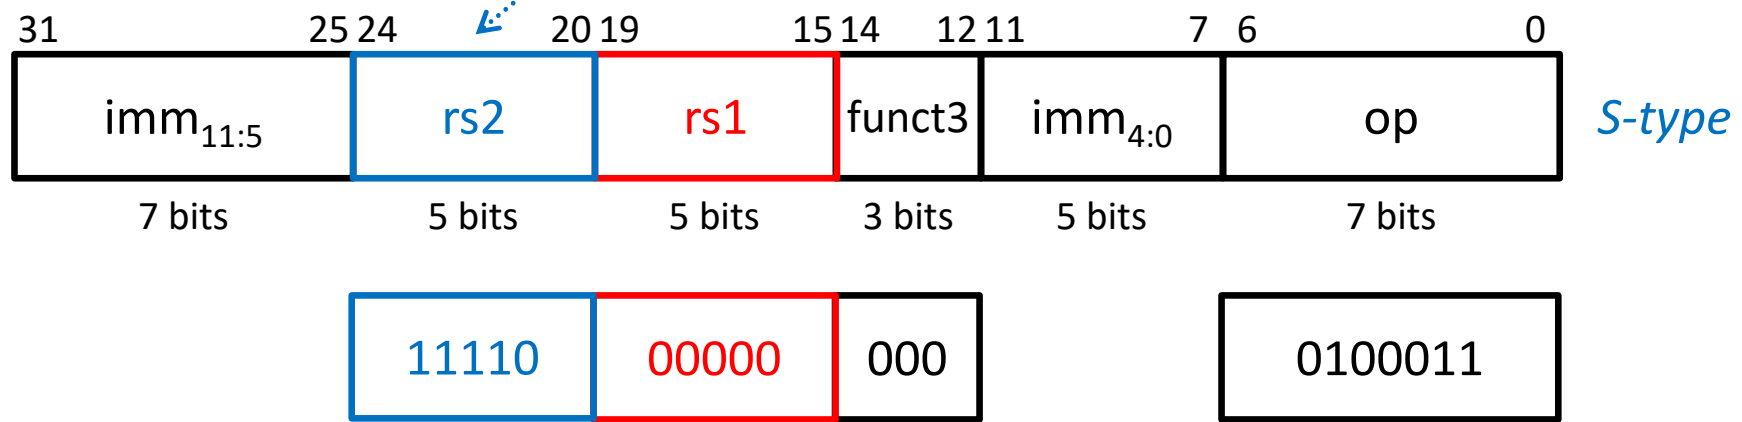 31 25 24 20 19 15 14 12 11 7 6 0
imm11:5 rs2 rs1 funct3 imm4:0 op S-type
7 bits 5 bits 5 bits 3 bits 5 bits 7 bits
11110 00000 000 0100011